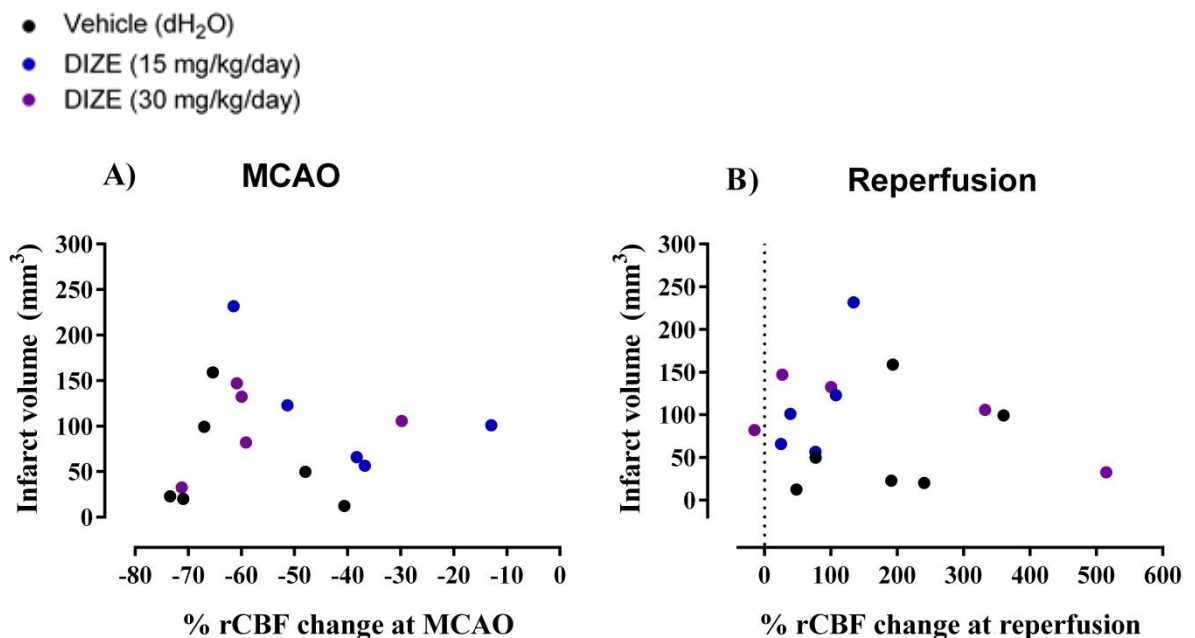 Vehicle (dH₂O)
DIZE (15 mg/kg/day)
DIZE (30 mg/kg/day)
A) MCAO
Infarct volume (mm³)
300
250
200
150
100
50
0
-80 -70 -60 -50 -40 -30 -20 -10 0
% rCBF change at MCAO
B) Reperfusion
Infarct volume (mm³)
300
250
200
150
100
50
0
0 100 200 300 400 500 600
% rCBF change at reperfusion